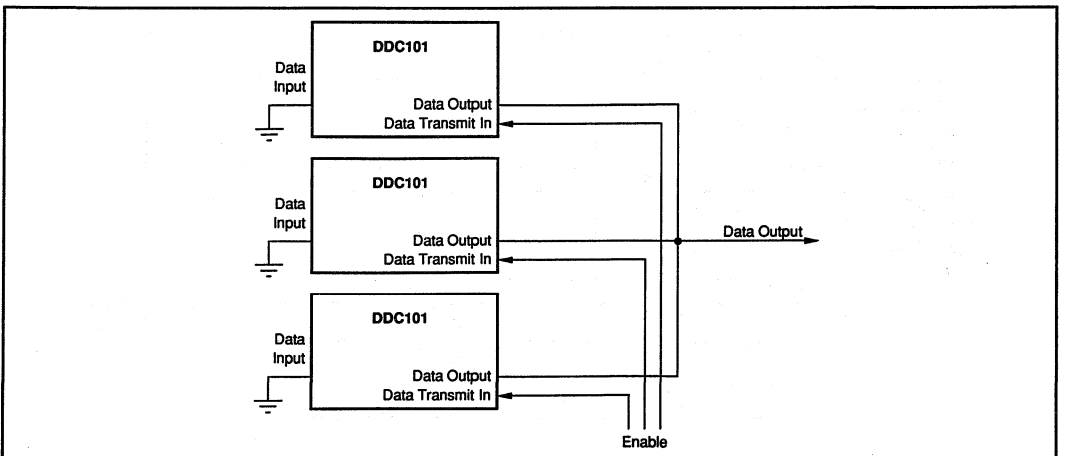 DDC101
Data
Input
Data Output
Data Transmit In
DDC101
Data
Input
Data Output
Data Output
Data Transmit In
DDC101
Data
Input
Data Output
Data Transmit In
Enable